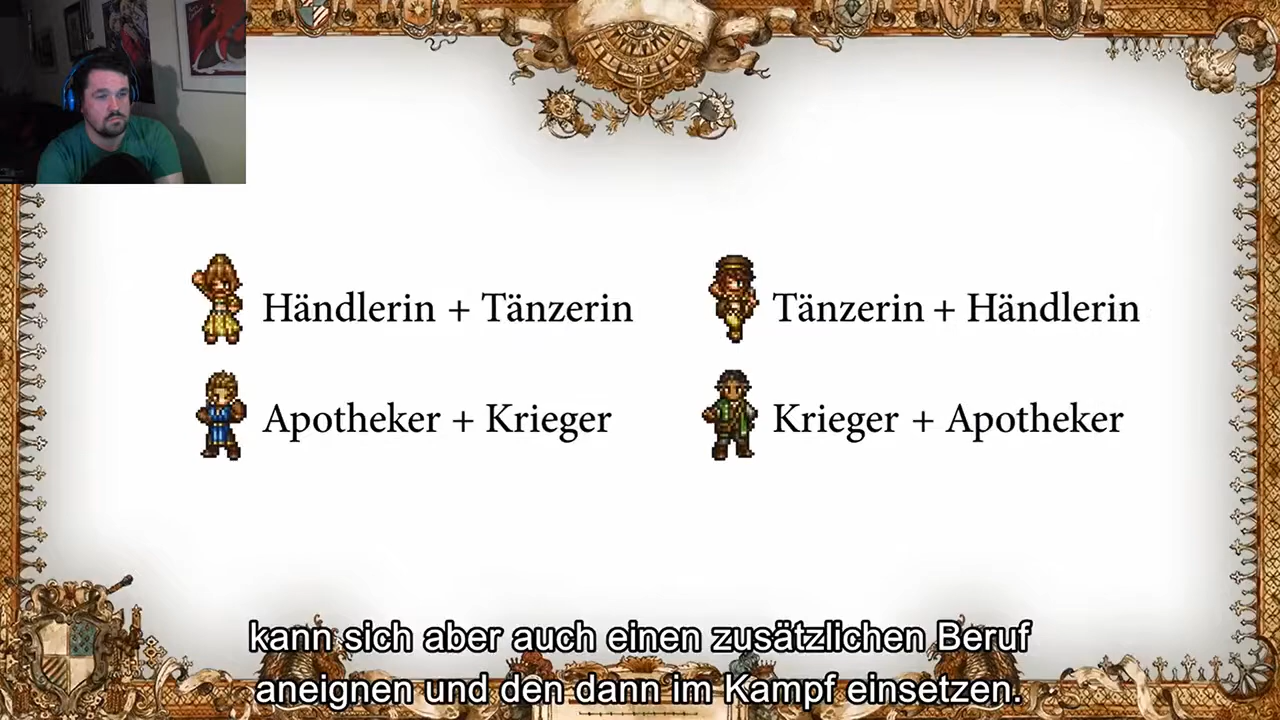 Händlerin + Tänzerin
Tänzerin + Händlerin
Apotheker + Krieger
Krieger + Apotheker
kann sich aber auch einen zusätzlichen Beruf
aneignen und den dann im Kampf einsetzen.